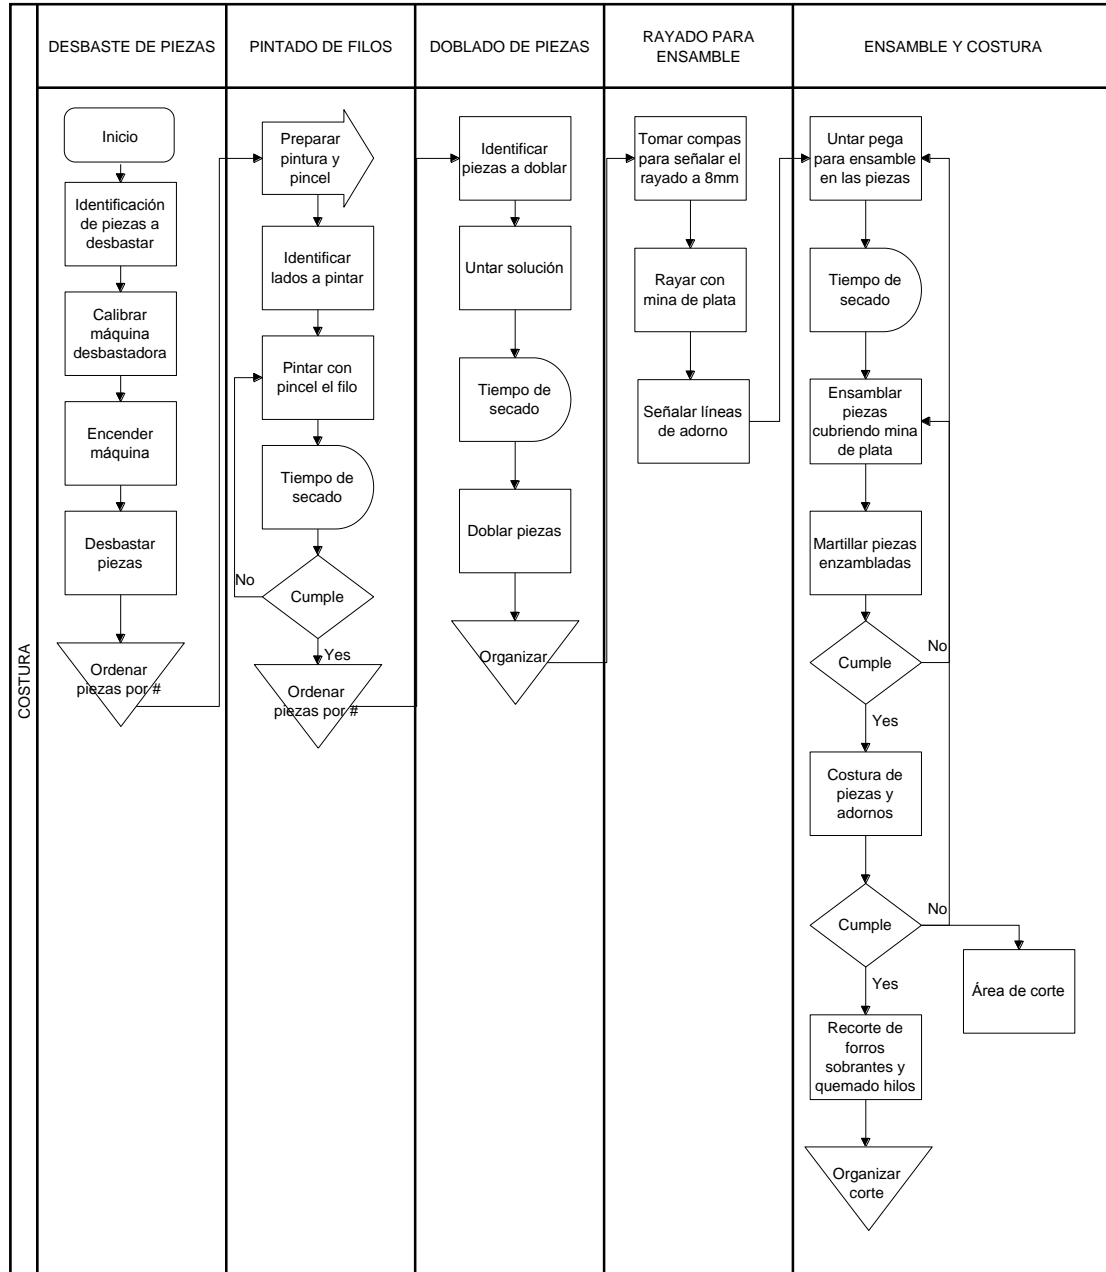 COSTURA
DESBASTE DE PIEZAS
Inicio
Identificación
de piezas a
desbastar
Calibrar
máquina
desbastadora
Encender
máquina
Desbastar
piezas
Ordenar
piezas por #
PINTADO DE FILOS
Preparar
pintura y
pincel
Identificar
lados a pintar
Pintar con
pincel el filo
Tiempo de
secado
Cumple
No
Yes
Ordenar
piezas por #
DOBLADO DE PIEZAS
Identificar
piezas a doblar
Untar solución
Tiempo de
secado
Doblar piezas
Organizar
RAYADO PARA
ENSAMBLE
Tomar compas
para señalar el
rayado a 8mm
Rayar con
mina de plata
Señalar líneas
de adorno
ENSAMBLE Y COSTURA
Untar pega
para ensamble
en las piezas
Tiempo de
secado
Ensamblar
piezas
cubriendo mina
de plata
Martillar piezas
enzambladas
Cumple
No
Yes
Costura de
piezas y
adornos
Cumple
No
Yes
Área de corte
Recorte de
forros
sobrantes y
quemado hilos
Organizar
corte